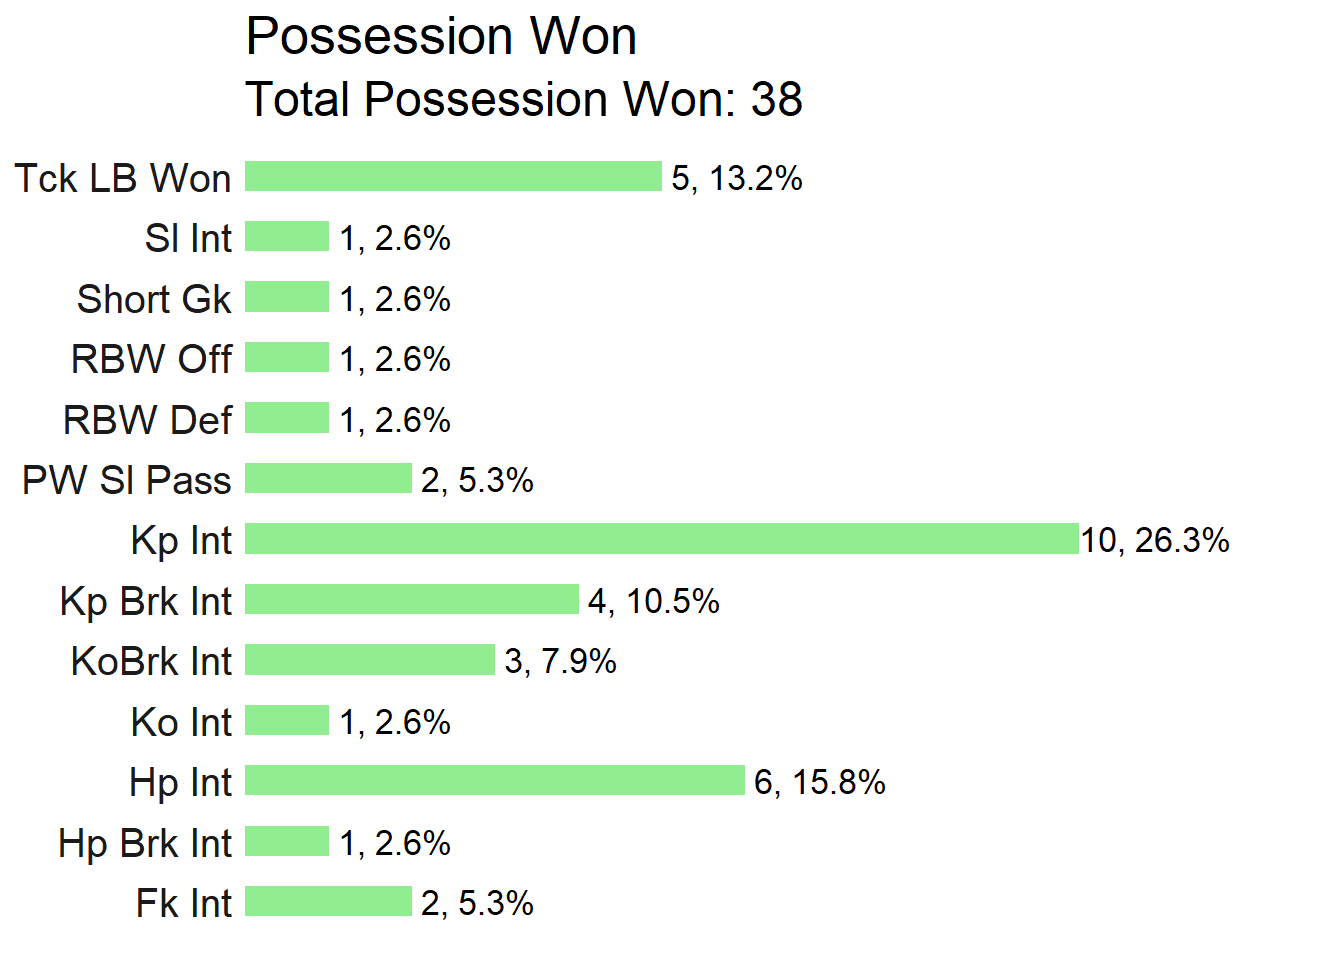 Possession Won
Total Possession Won: 38
Tck LB Won 5, 13.2%
Sl Int 1, 2.6%
Short Gk 1, 2.6%
RBW Off 1, 2.6%
RBW Def 1, 2.6%
PW Sl Pass 2, 5.3%
Kp Int 10, 26.3%
Kp Brk Int 4, 10.5%
KoBrk Int 3, 7.9%
Ko Int 1, 2.6%
Hp Int 6, 15.8%
Hp Brk Int 1, 2.6%
Fk Int 2, 5.3%